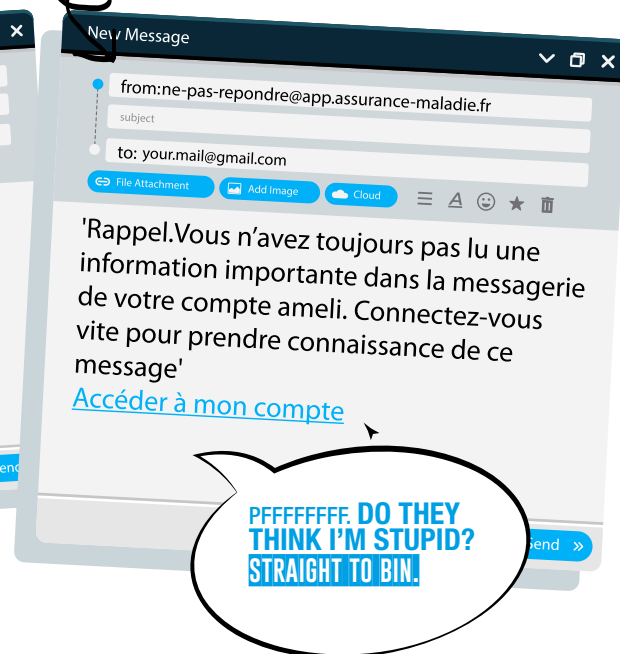 New Message
from:ne-pas-repondre@app.assurance-maladie.fr
subject
to: your.mail@gmail.com
File Attachment
Add Image
Cloud
'Rappel.Vous n’avez toujours pas lu une
information importante dans la messagerie
de votre compte ameli. Connectez-vous
vite pour prendre connaissance de ce
message'
Accéder à mon compte
PFFFFFFFF. DO THEY
THINK I’M STUPID?
STRAIGHT TO BIN.